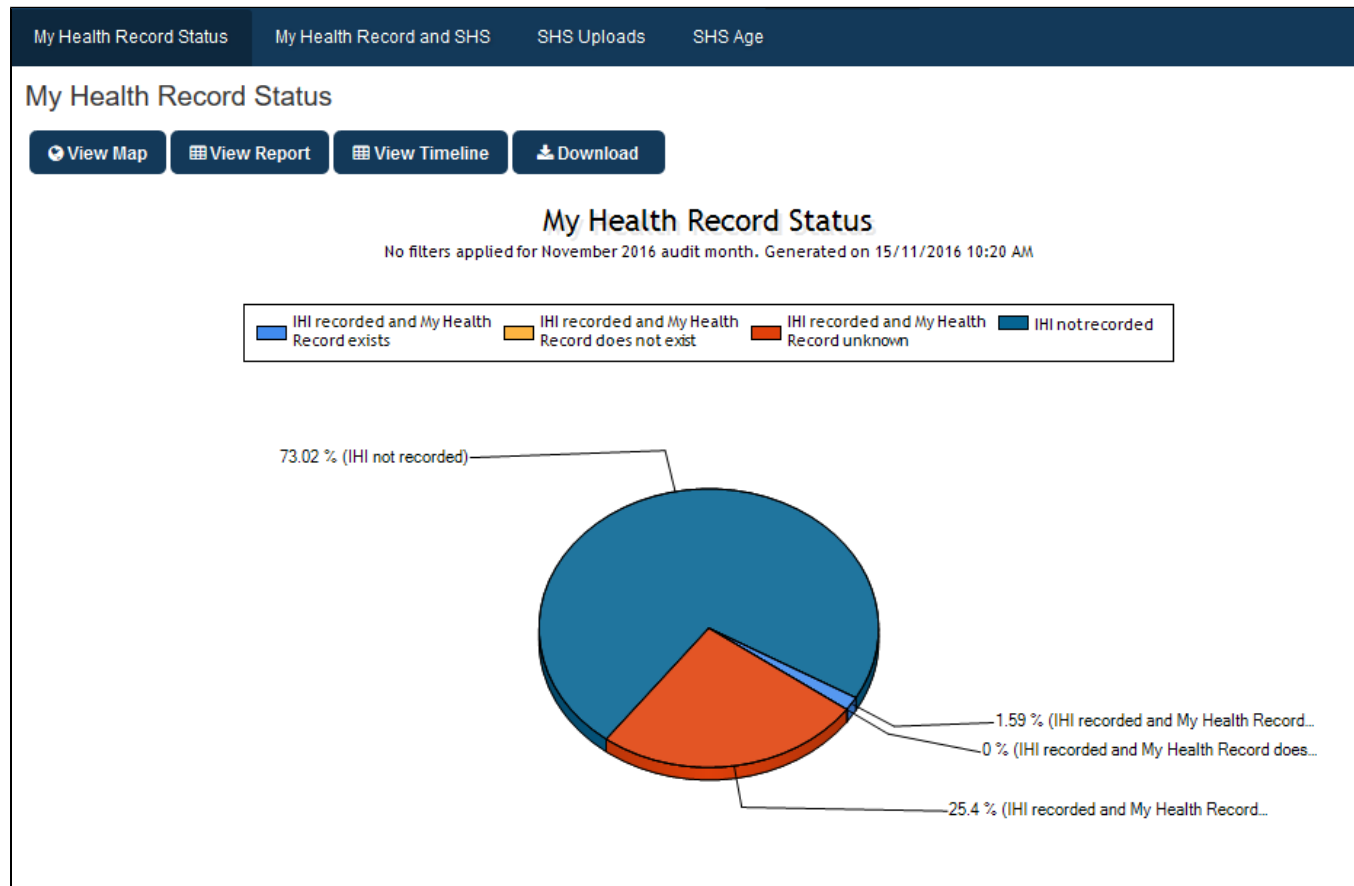 My Health Record Status My Health Record and SHS SHS Uploads SHS Age
My Health Record Status
View Map View Report View Timeline Download
My Health Record Status
No filters applied for November 2016 audit month. Generated on 15/11/2016 10:20 AM
IHI recorded and My Health
Record exists
IHI recorded and My Health
Record does not exist
IHI recorded and My Health
Record unknown
IHI not recorded
73.02 % (IHI not recorded)
1.59 % (IHI recorded and My Health Record...
0 % (IHI recorded and My Health Record does...
25.4 % (IHI recorded and My Health Record...